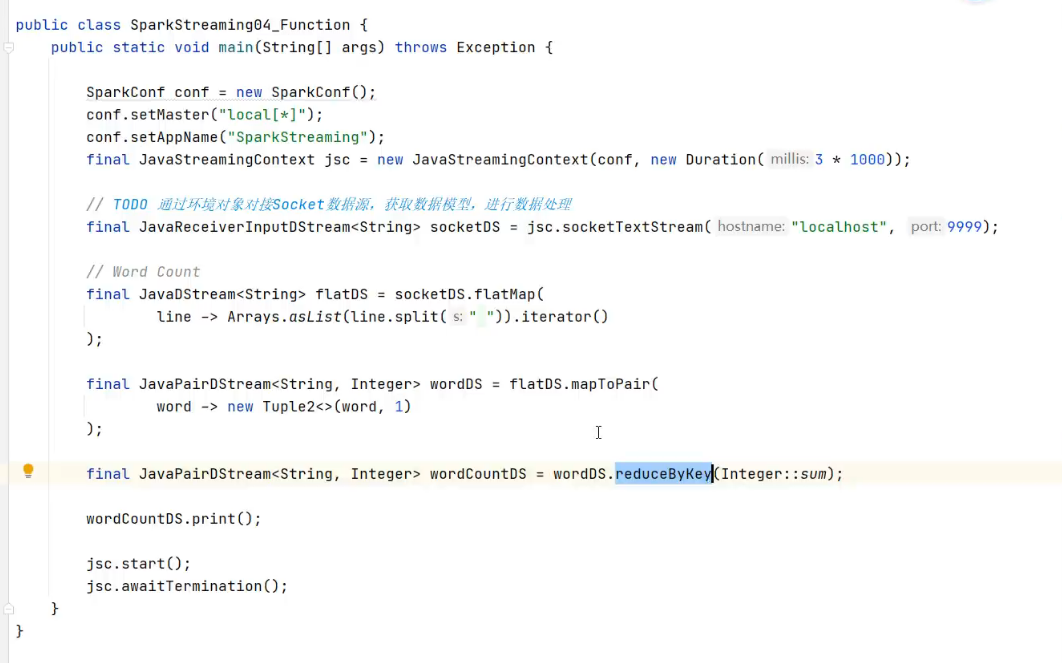 public class SparkStreaming04_Function {
public static void main(String[] args) throws Exception {
SparkConf conf = new SparkConf();
conf.setMaster("local[*]");
conf.setAppName("SparkStreaming");
final JavaStreamingContext jsc = new JavaStreamingContext(conf, new Duration( millis: 3 * 1000));
// TODO 通过环境对象对接Socket数据源，获取数据模型，进行数据处理
final JavaReceiverInputDStream<String> socketDS = jsc.socketTextStream( hostname: "localhost", port: 9999);
// Word Count
final JavaDStream<String> flatDS = socketDS.flatMap(
line -> Arrays.asList(line.split( s: " ")).iterator()
);
final JavaPairDStream<String, Integer> wordDS = flatDS.mapToPair(
word -> new Tuple2<>(word, 1)
);
final JavaPairDStream<String, Integer> wordCountDS = wordDS.reduceByKey(Integer::sum);
wordCountDS.print();
jsc.start();
jsc.awaitTermination();
}
}